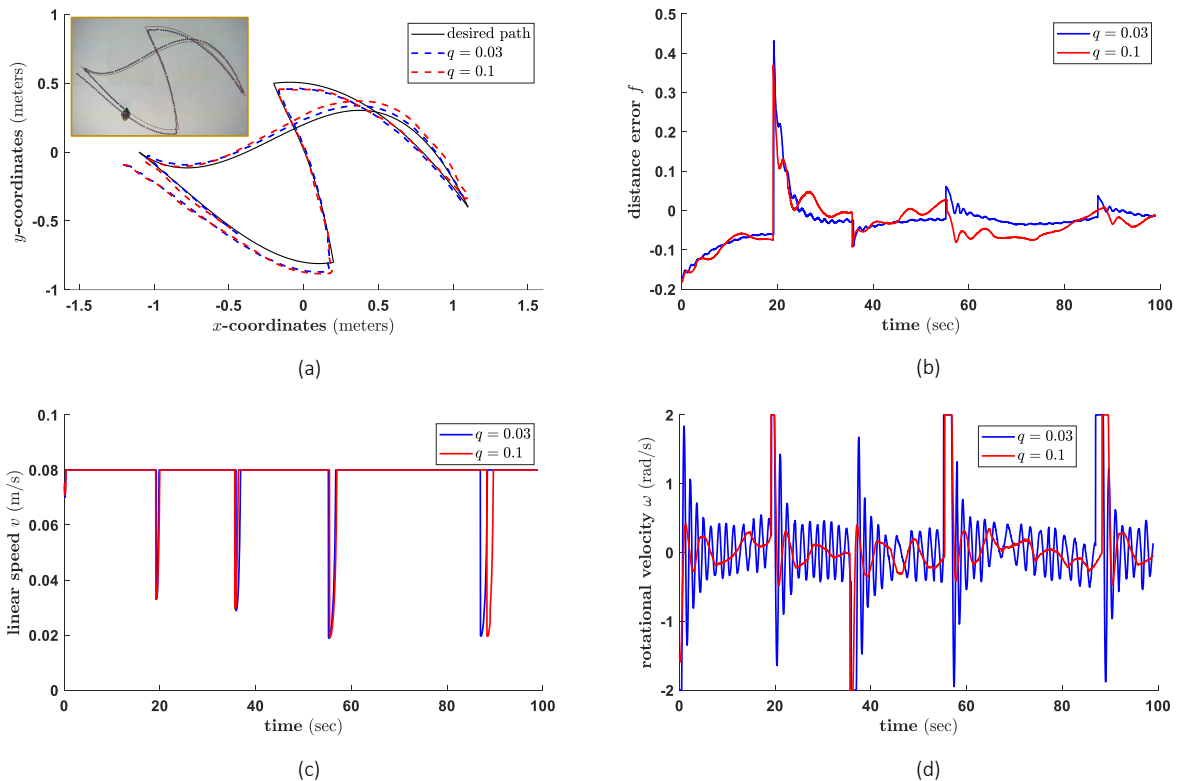 desired path
q = 0.03
q = 0.1
1
0.5
0
-0.5
-1
-1.5 -1 -0.5 0 0.5 1 1.5
y-coordinates (meters)
x-coordinates (meters)
(a)
q = 0.03
q = 0.1
0.5
0.4
0.3
0.2
0.1
0
-0.1
-0.2
0 20 40 60 80 100
distance error f
time (sec)
(b)
q = 0.03
q = 0.1
0.1
0.08
0.06
0.04
0.02
0
0 20 40 60 80 100
linear speed v (m/s)
time (sec)
(c)
q = 0.03
q = 0.1
2
1
0
-1
-2
0 20 40 60 80 100
rotational velocity ω (rad/s)
time (sec)
(d)